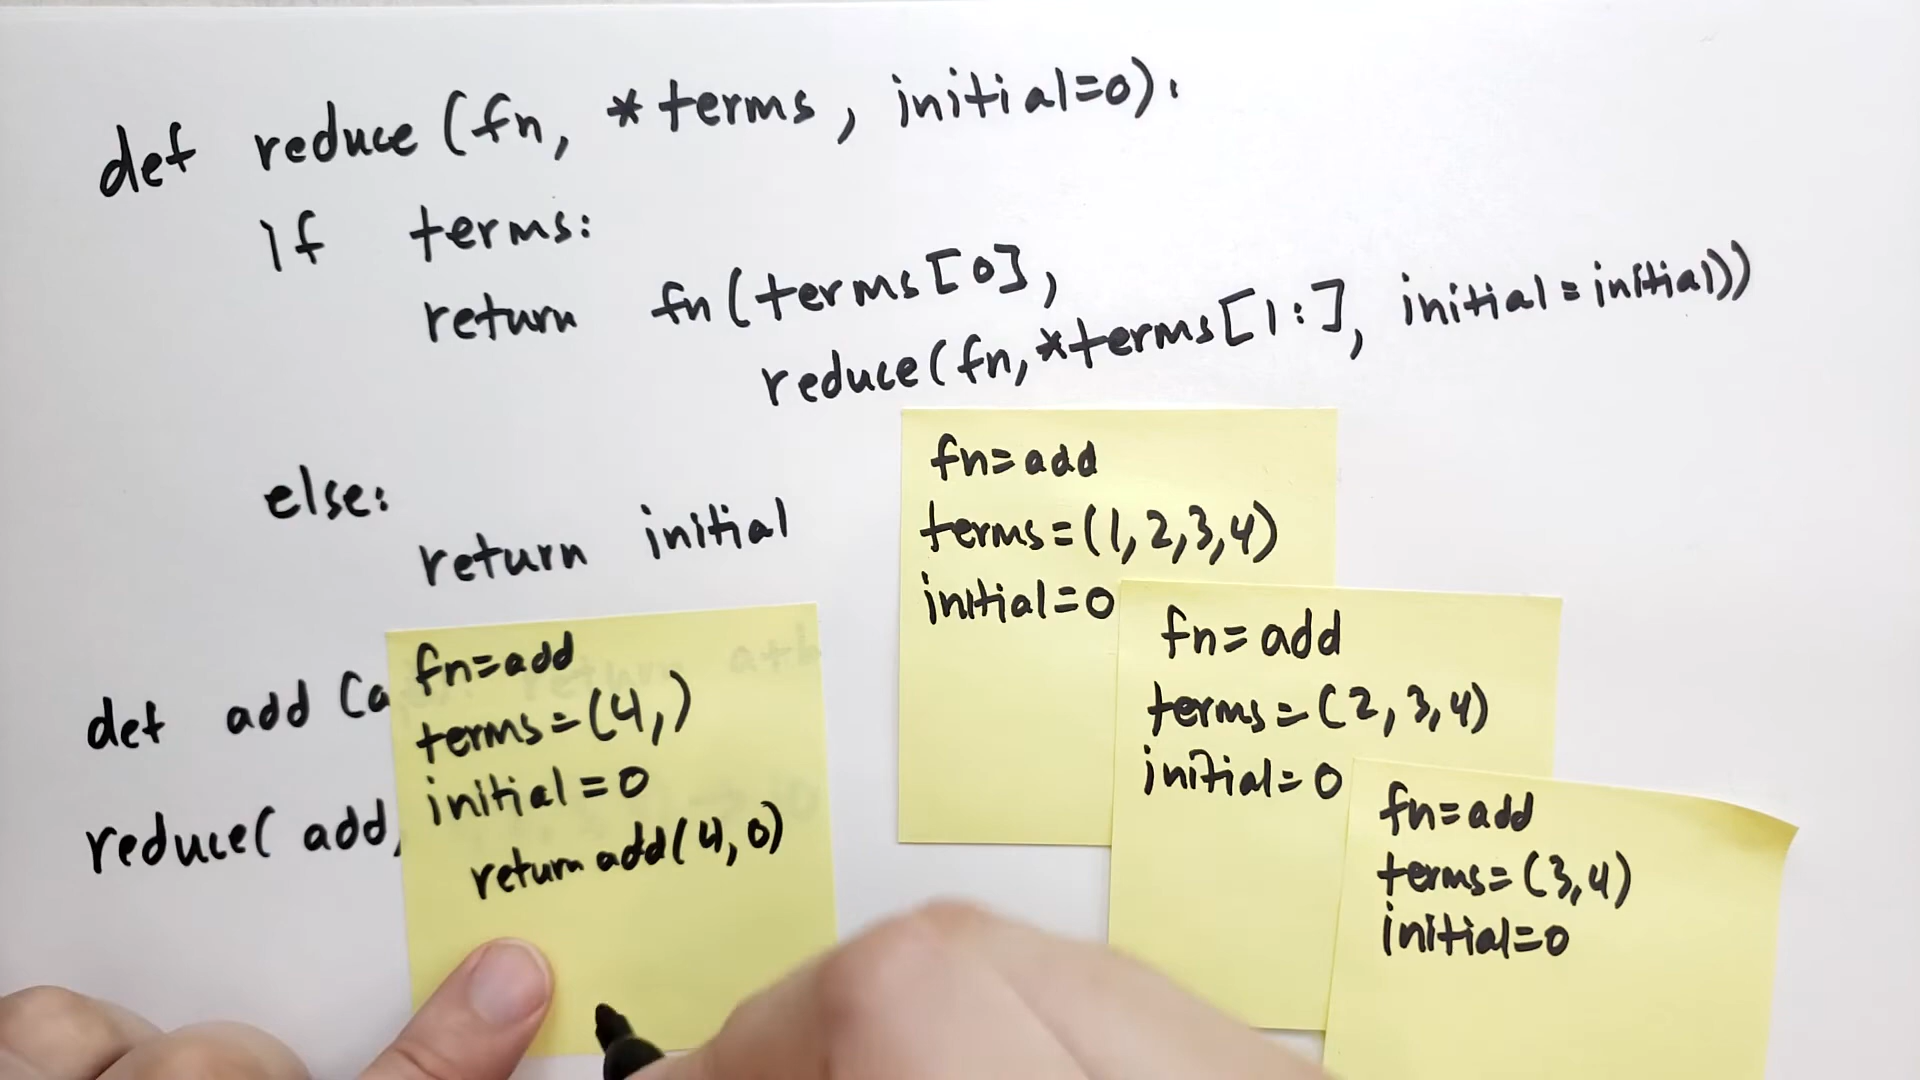 def reduce (fn, *terms, initial=0):
if terms:
return fn(terms[0],
reduce(fn,*terms[1:], initial=initial))
else:
return initial
def add (a
reduce( add,
fn=add
terms=(4,)
initial=0
return add(4,0)
fn=add
terms=(1,2,3,4)
initial=0
fn=add
terms=(2,3,4)
initial=0
fn=add
terms=(3,4)
initial=0